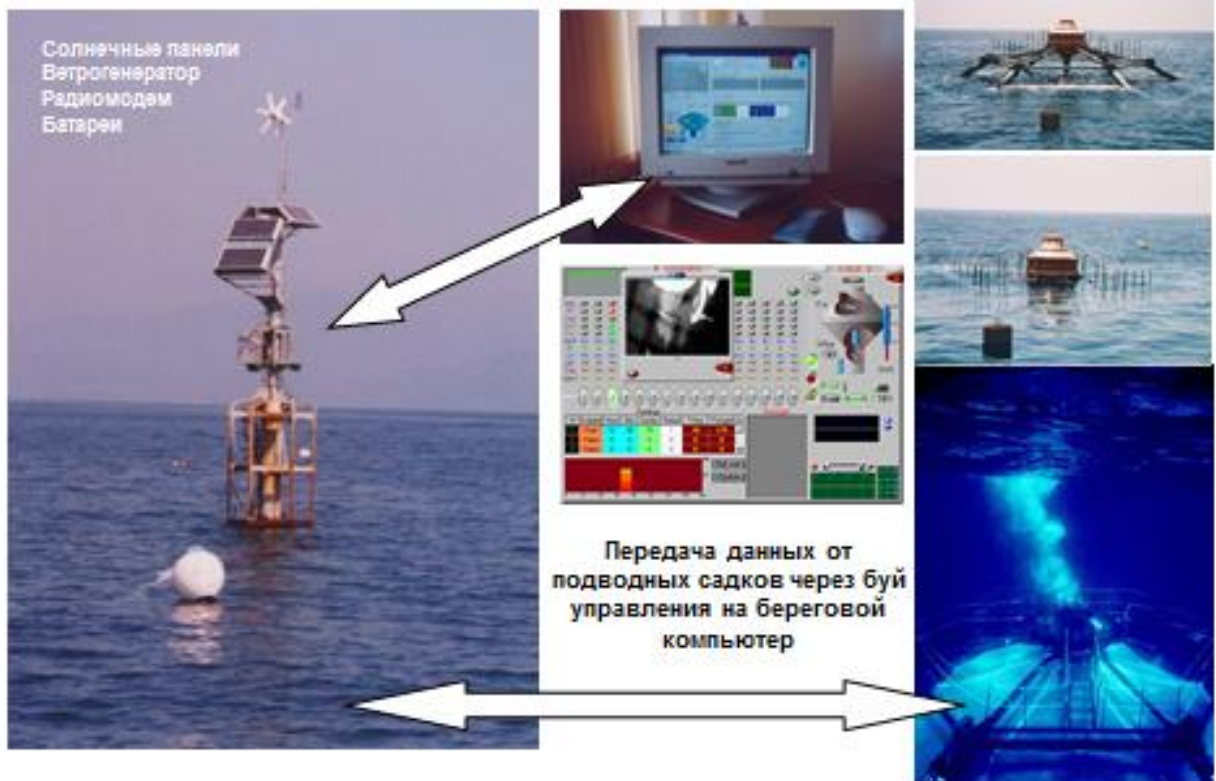 Солнечные панели
Ветрогенератор
Радиомодем
Батареи
Передача данных от
подводных садков через буй
управления на береговой
компьютер